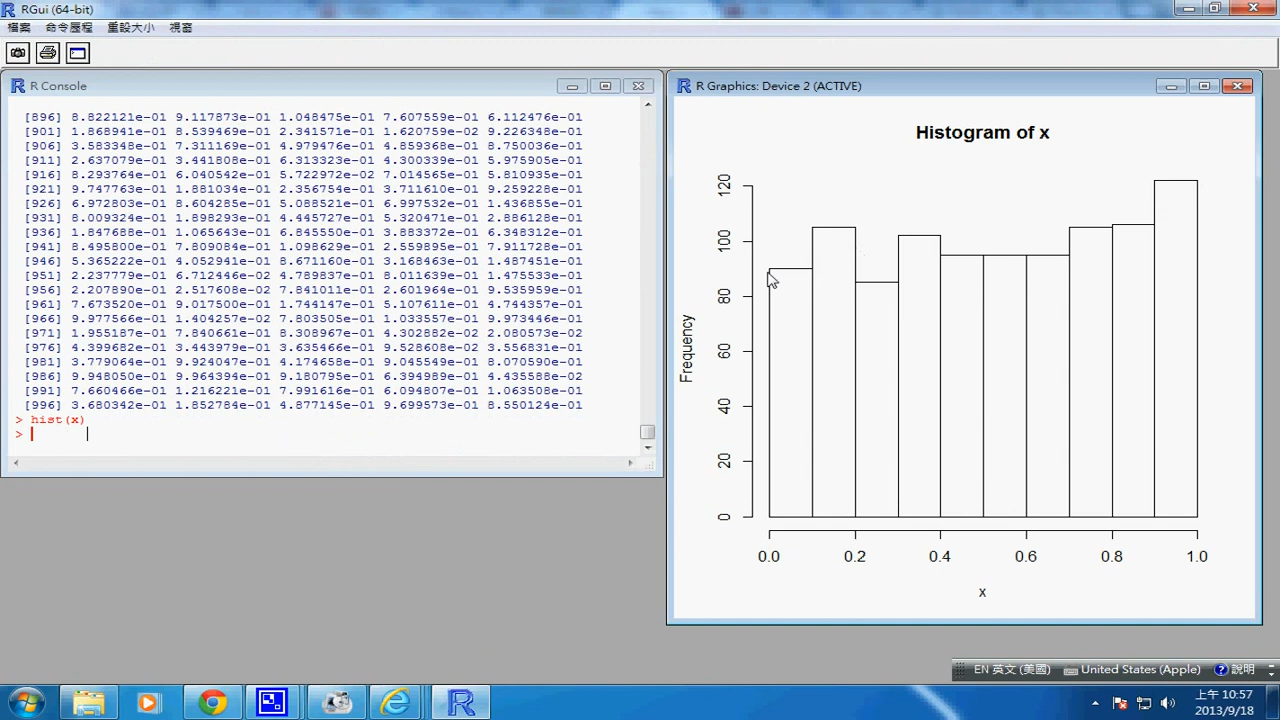 RGui (64-bit)
檔案 命令歷程 重設大小 視窗
R Console
[896] 8.822121e-01 9.117873e-01 1.048475e-01 7.607559e-01 6.112476e-01
[901] 1.868941e-01 8.539469e-01 2.341571e-01 1.620759e-02 9.226348e-01
[906] 3.583348e-01 7.311169e-01 4.979476e-01 4.859368e-01 8.750036e-01
[911] 2.637079e-01 3.441808e-01 6.313323e-01 4.300339e-01 5.975905e-01
[916] 8.293764e-01 6.040542e-01 5.722972e-02 7.014565e-01 5.810935e-01
[921] 9.747763e-01 1.881034e-01 2.356754e-01 3.711610e-01 9.259228e-01
[926] 6.972803e-01 8.604285e-01 5.088521e-01 6.997532e-01 1.436855e-01
[931] 8.009324e-01 1.898293e-01 4.445727e-01 5.320471e-01 2.886128e-01
[936] 1.847688e-01 1.065643e-01 6.845550e-01 3.883372e-01 6.348312e-01
[941] 8.495800e-01 7.809084e-01 1.098629e-01 2.559895e-01 7.911728e-01
[946] 5.365222e-01 4.052941e-01 8.671160e-01 3.168463e-01 1.487451e-01
[951] 2.237779e-01 6.712446e-02 4.789837e-01 8.011639e-01 1.475533e-01
[956] 2.207890e-01 2.517608e-02 7.841011e-01 2.601964e-01 9.535959e-01
[961] 7.673520e-01 9.017500e-01 1.744147e-01 5.107611e-01 4.744357e-01
[966] 9.977566e-01 1.404257e-02 7.803505e-01 1.033557e-01 9.973446e-01
[971] 1.955187e-01 7.840661e-01 8.308967e-01 4.302882e-01 2.080573e-02
[976] 4.399682e-01 3.443979e-01 3.635466e-01 9.528608e-02 3.556831e-01
[981] 3.779064e-01 9.924047e-01 4.174658e-01 9.045549e-01 8.070590e-01
[986] 9.948050e-01 9.964394e-01 9.180795e-01 6.394989e-01 4.435588e-02
[991] 7.660466e-01 1.216221e-01 7.991616e-01 6.094807e-01 1.063508e-01
[996] 3.680342e-01 1.852784e-01 4.877145e-01 9.699573e-01 8.550124e-01
> hist(x)
>
R Graphics: Device 2 (ACTIVE)
Histogram of x
120
100
80
60
40
20
0
Frequency
0.0 0.2 0.4 0.6 0.8 1.0
x
EN 英文 (美國) United States (Apple) 說明
上午 10:57
2013/9/18